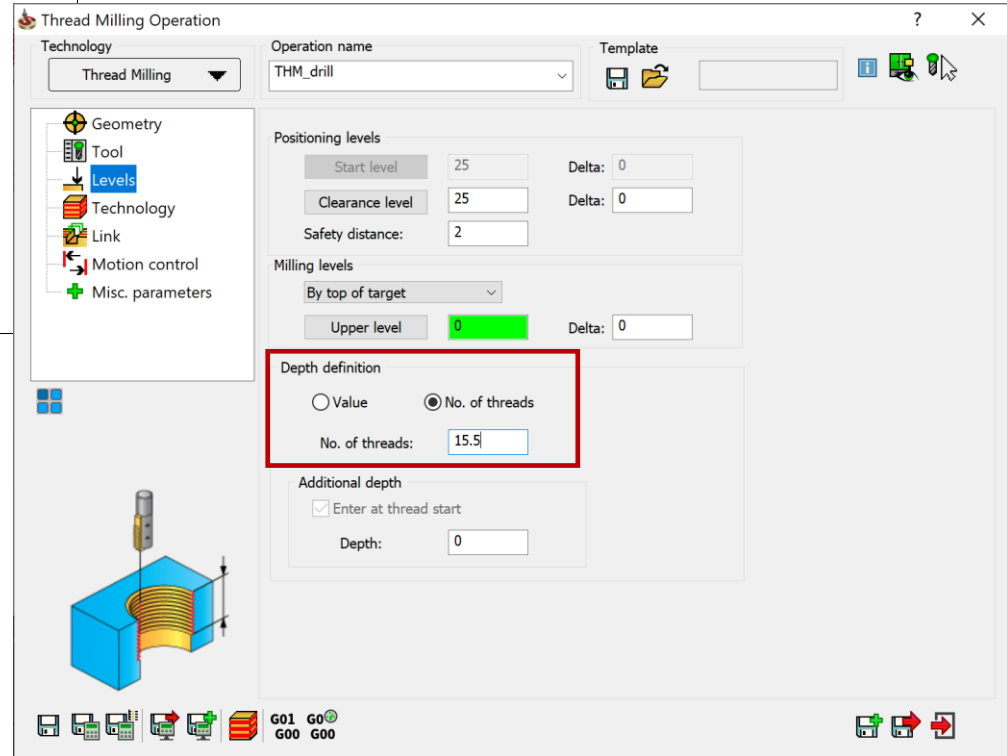 Thread Milling Operation
?
Technology
Thread Milling
Operation name
THM_drill
Template
Geometry
Tool
Levels
Technology
Link
Motion control
Misc. parameters
Positioning levels
Start level 25 Delta: 0
Clearance level 25 Delta: 0
Safety distance: 2
Milling levels
By top of target
Upper level 0 Delta: 0
Depth definition
Value No. of threads
No. of threads: 15.5
Additional depth
Enter at thread start
Depth: 0
G01 G0
G00 G00